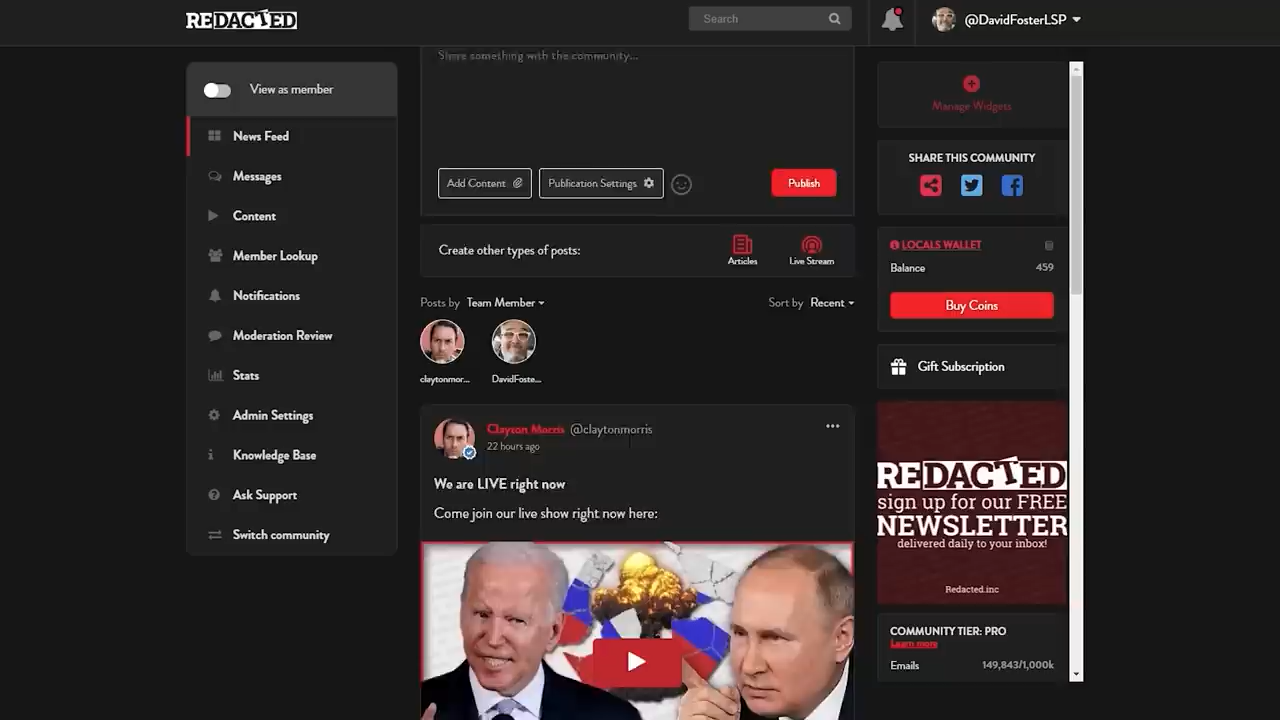 REDACTED
Search
@DavidFosterLSP
View as member
News Feed
Messages
Content
Member Lookup
Notifications
Moderation Review
Stats
Admin Settings
Knowledge Base
Ask Support
Switch community
Share something with the community...
Add Content
Publication Settings
Publish
Create other types of posts:
Articles
Live Stream
Posts by Team Member
Sort by Recent
claytonmor...
DavidFoste...
Clayton Morris @claytonmorris
22 hours ago
We are LIVE right now
Come join our live show right now here:
Manage Widgets
SHARE THIS COMMUNITY
LOCALS WALLET
Balance 459
Buy Coins
Gift Subscription
REDACTED
sign up for our FREE
NEWSLETTER
delivered daily to your inbox!
Redacted.inc
COMMUNITY TIER: PRO
Learn more
Emails 149,843/1,000k